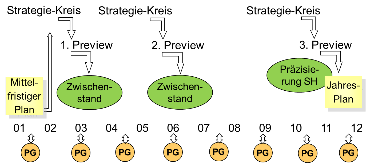 Strategie-Kreis
Strategie-Kreis
Strategie-Kreis
1. Preview
2. Preview
3. Preview
Mittel-
fristiger
Plan
Zwischen-
stand
Zwischen-
stand
Präzisie-
rung SH
Jahres-
Plan
01 02 03 04 05 06 07 08 09 10 11 12
PG PG PG PG PG PG PG PG